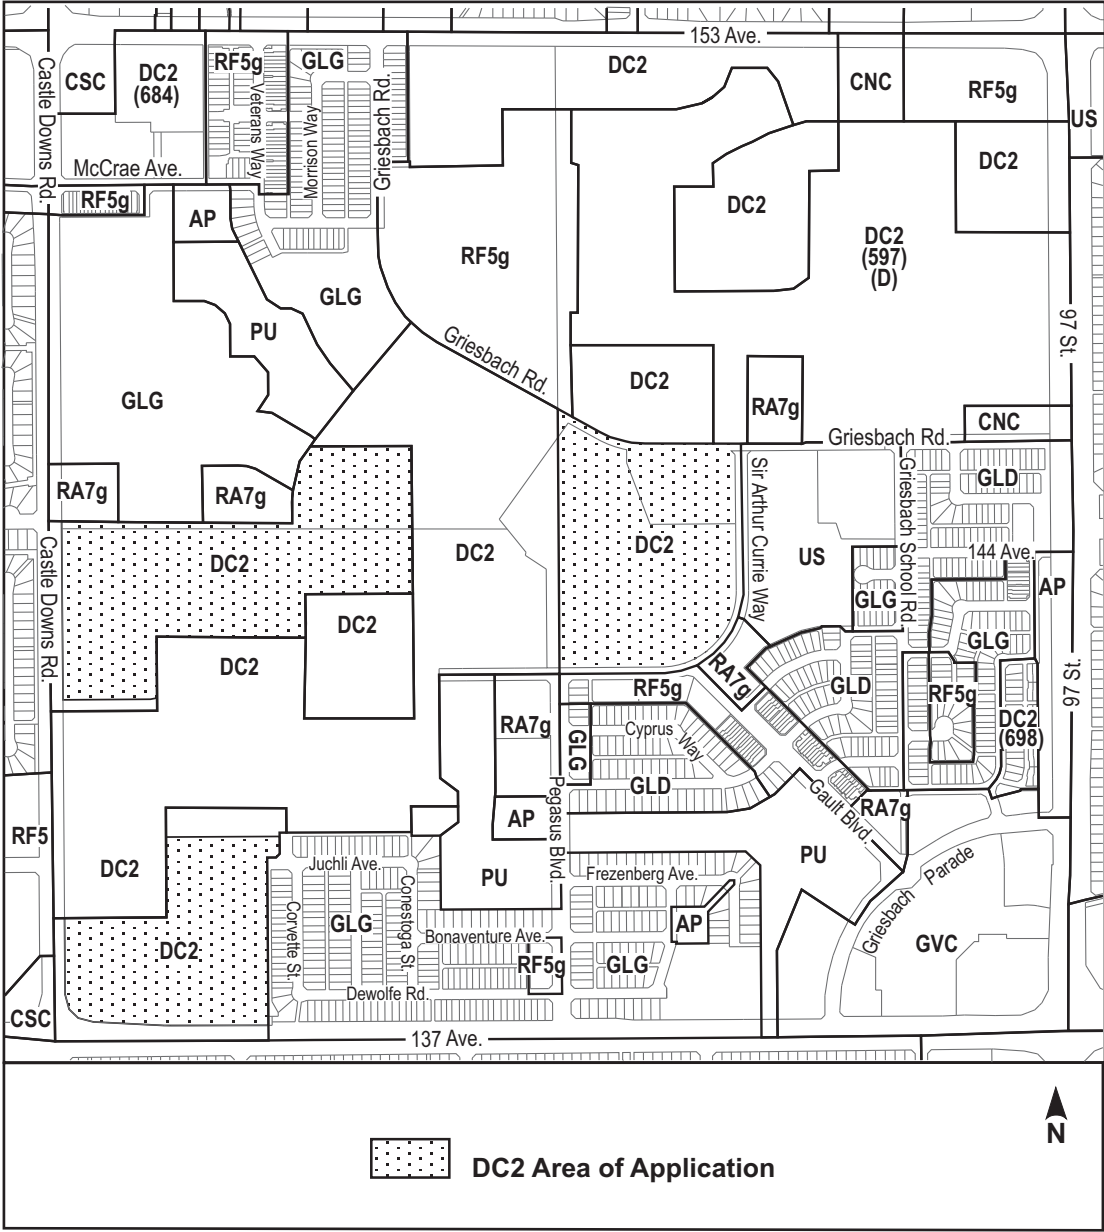 153 Ave.
Castle Downs Rd.
CSC
DC2
(684)
RF5g
Veterans Way
GLG
Morrison Way
Griesbach Rd.
DC2
CNC
RF5g
US
McCrae Ave.
RF5g
AP
DC2
DC2
RF5g
DC2
(597)
(D)
GLG
PU
97 St.
Griesbach Rd.
GLG
DC2
RA7g
CNC
Griesbach Rd.
RA7g
RA7g
Sir Arthur Currie Way
Griesbach School Rd
GLD
Castle Downs Rd.
DC2
DC2
DC2
US
144 Ave.
AP
GLG
DC2
GLG
DC2
RA7g
RF5g
GLD
RF5g
97 St.
RA7g
GLG
Cyprus Way
DC2
(698)
GLD
Pegasus Blvd.
Gault Blvd.
RA7g
AP
RF5
DC2
Juchli Ave.
PU
Frezenberg Ave.
PU
Griesbach Parade
Corvette St.
GLG
Conestoga St.
AP
DC2
Bonaventure Ave.
RF5g
GLG
GVC
Dewolfe Rd.
CSC
137 Ave.
N
DC2 Area of Application